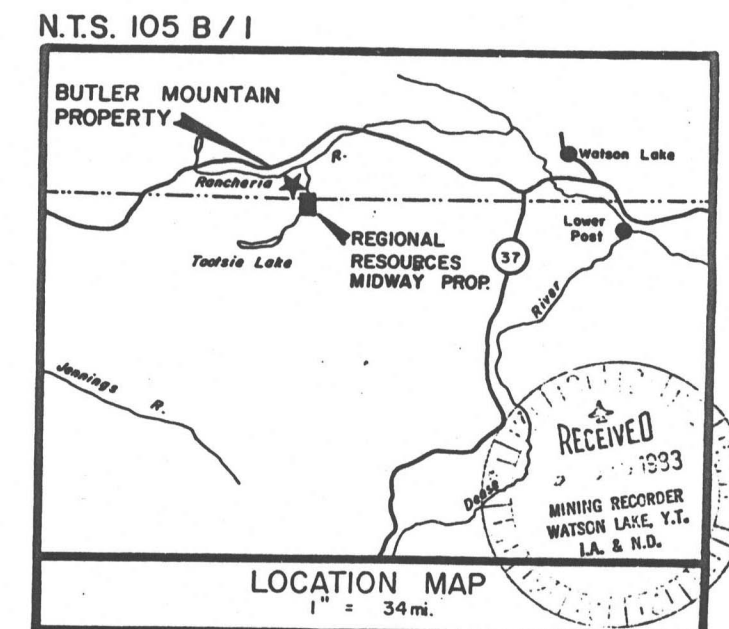 N.T.S. 105 B/1
BUTLER MOUNTAIN
PROPERTY
R.
Rancheria
Watson Lake
Lower
Post
REGIONAL
RESOURCES
MIDWAY PROP.
Tootsie Lake
37
River
Jennings
R.
Dease
RECEIVED
1983
MINING RECORDER
WATSON LAKE, Y.T.
I.A. & N.D.
LOCATION MAP
1" = 34 mi.